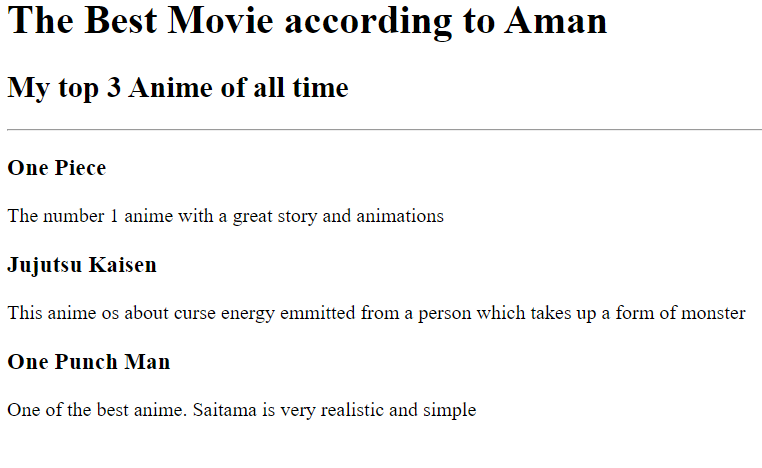 The Best Movie according to Aman
My top 3 Anime of all time
One Piece
The number 1 anime with a great story and animations
Jujutsu Kaisen
This anime os about curse energy emmitted from a person which takes up a form of monster
One Punch Man
One of the best anime. Saitama is very realistic and simple